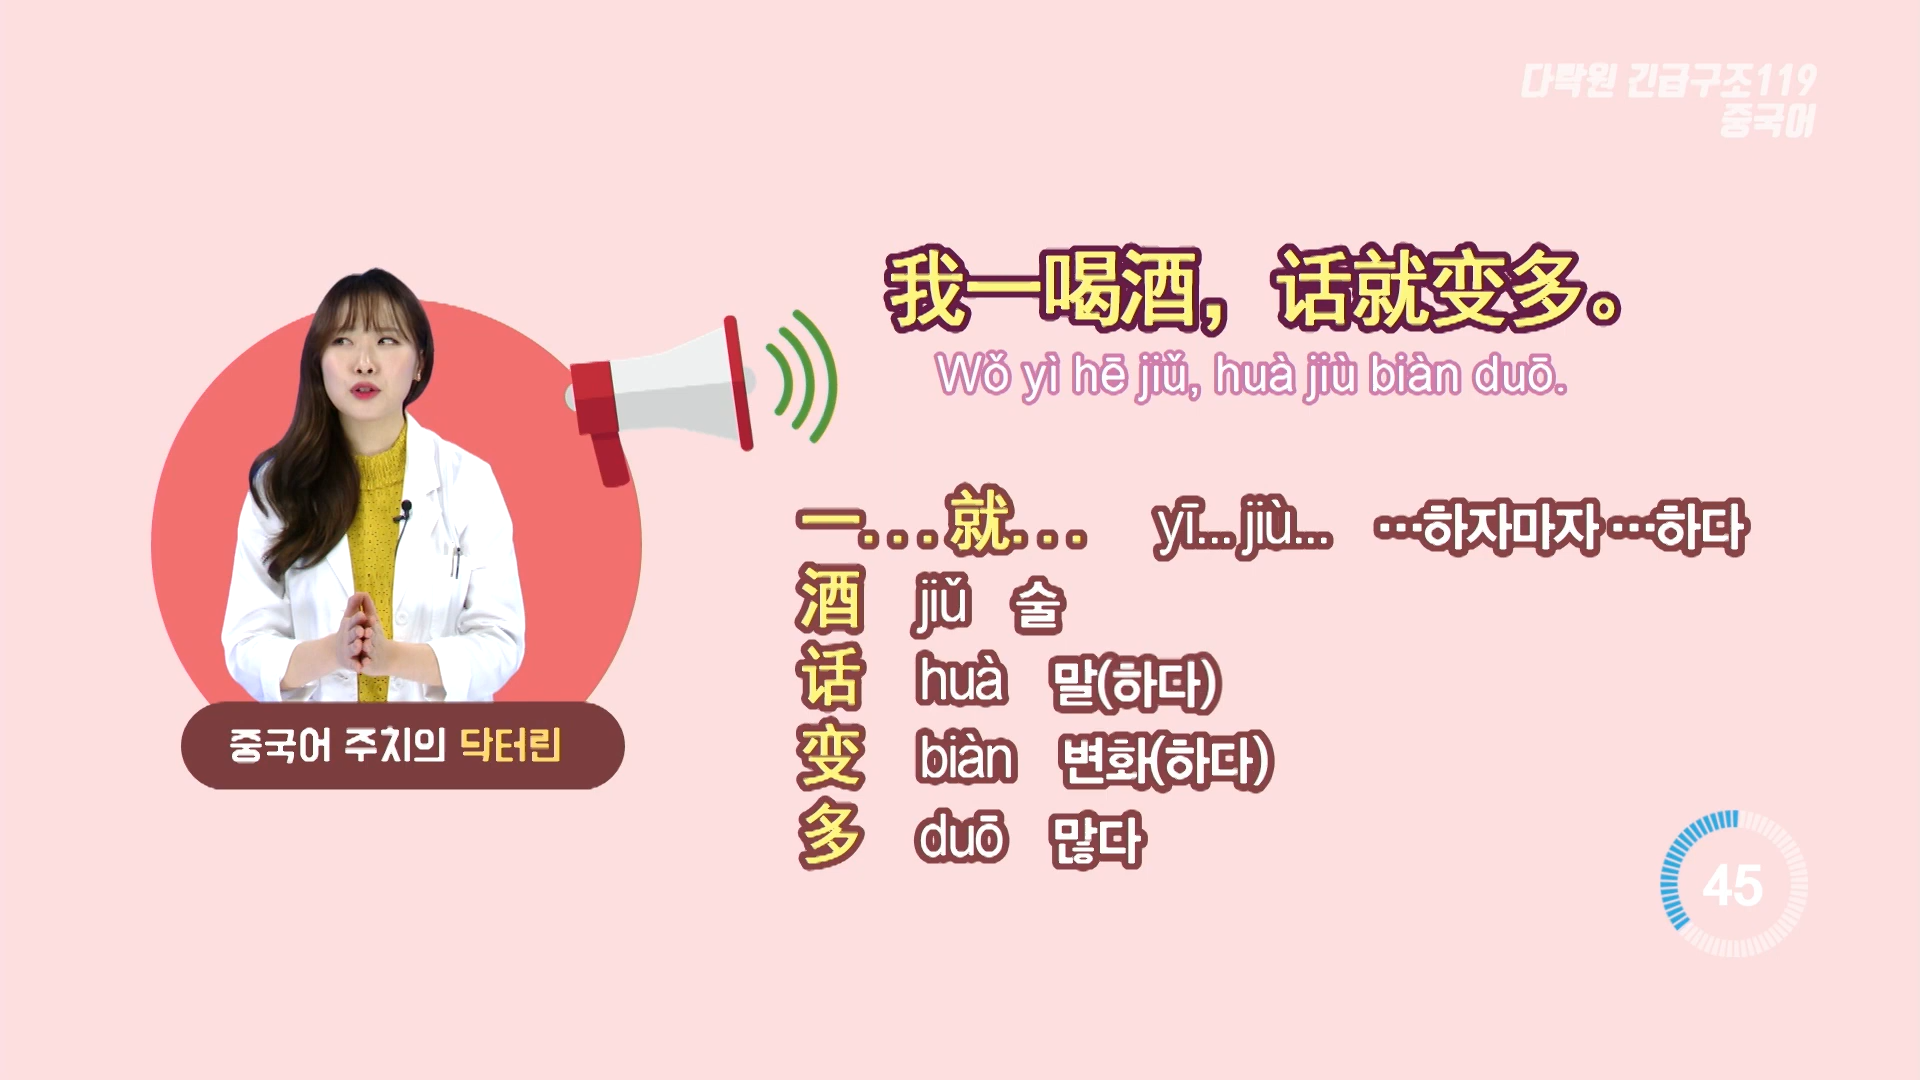 다락원 긴급구조119
중국어
我一喝酒，话就变多。
Wǒ yì hē jiǔ, huà jiù biàn duō.
一...就... yī... jiù... …하자마자 …하다
酒 jiǔ 술
话 huà 말(하다)
变 biàn 변화(하다)
多 duō 많다
중국어 주치의 닥터린
45